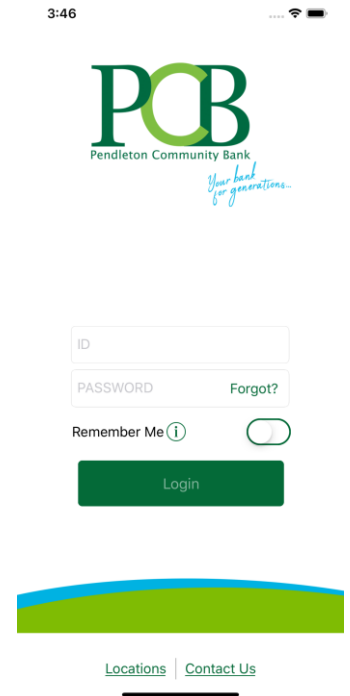 3:46
PCB
Pendleton Community Bank
Your bank
for generations...
ID
PASSWORD
Forgot?
Remember Me i
Login
Locations
Contact Us